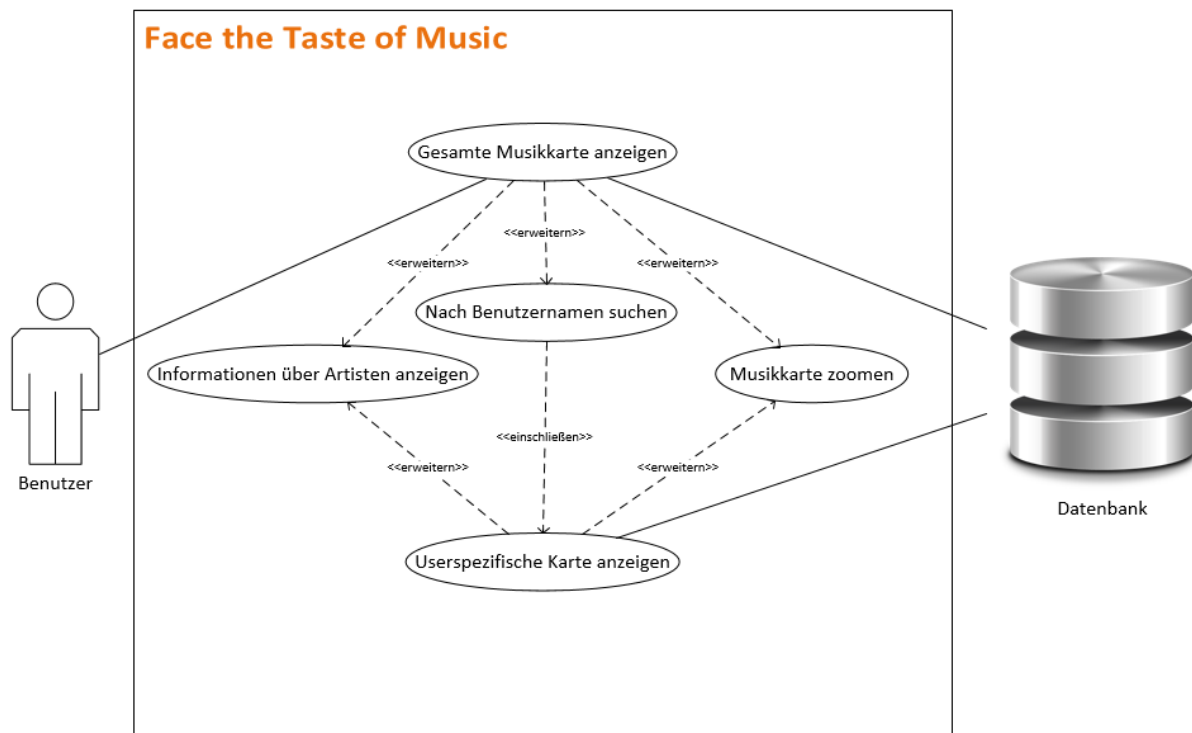 Face the Taste of Music
Gesamte Musikkarte anzeigen
<<erweitern>>
<<erweitern>>
<<erweitern>>
Nach Benutzernamen suchen
Informationen über Artisten anzeigen
Musikkarte zoomen
<<einschließen>>
<<erweitern>>
<<erweitern>>
Benutzer
Datenbank
Userspezifische Karte anzeigen